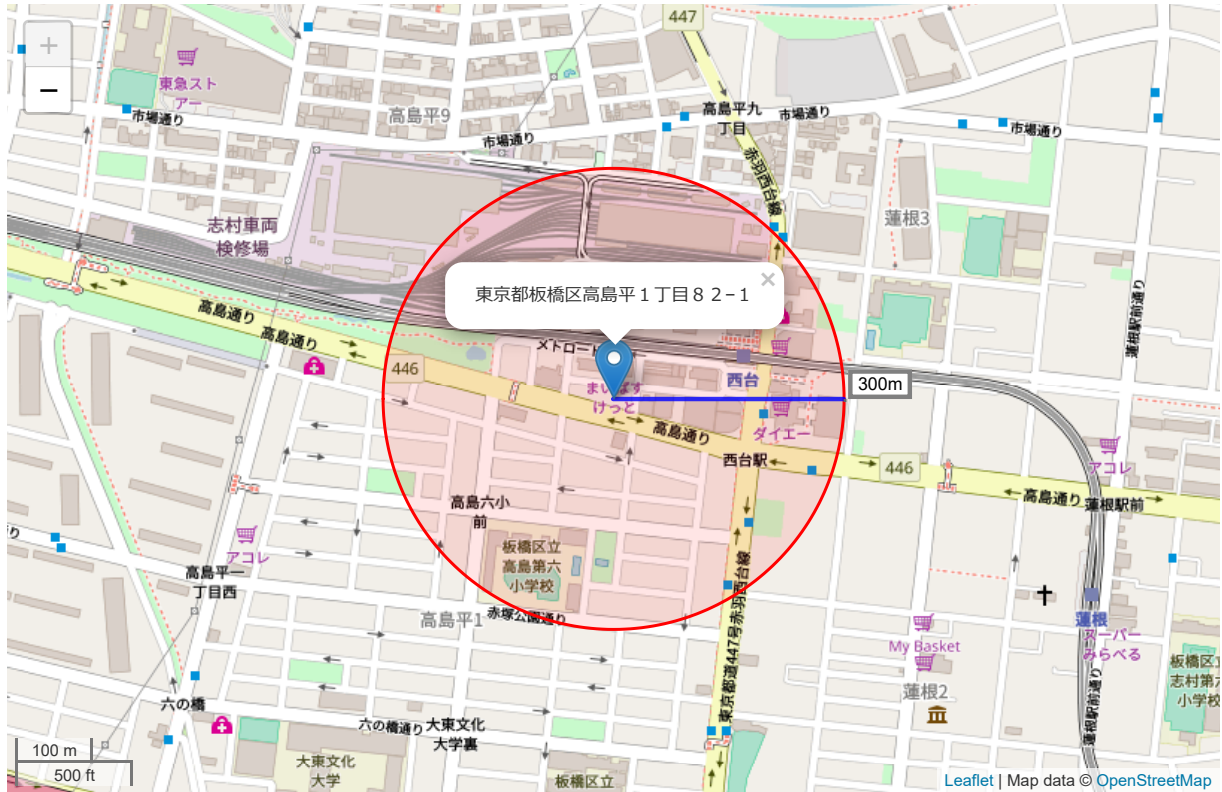 447
+
−
東急スト
アー
市場通り
高島平9
市場通り
高島平九
丁目
市場通り
市場通り
赤羽西台線
志村車両
検修場
蓮根3
蓮根駅前通り
東京都板橋区高島平１丁目８２−１
×
高島通り
高島通り
446
メトロード
西台
300m
まいばす
けっと
高島通り
ダイエー
西台駅
446
アコレ
高島通り
蓮根駅前
高島六小
前
り
アコレ
板橋区立
高島第六
小学校
高島平一
丁目西
高島平1
赤塚公園通り
東京都道447号赤羽西台線
蓮根
スーパー
みらべる
My Basket
蓮根2
板橋区立
志村第六
小学校
六の橋
六の橋通り
大東文化
大学裏
蓮根駅前通り
100 m
500 ft
大東文化
大学
板橋区立
Leaflet | Map data © OpenStreetMap